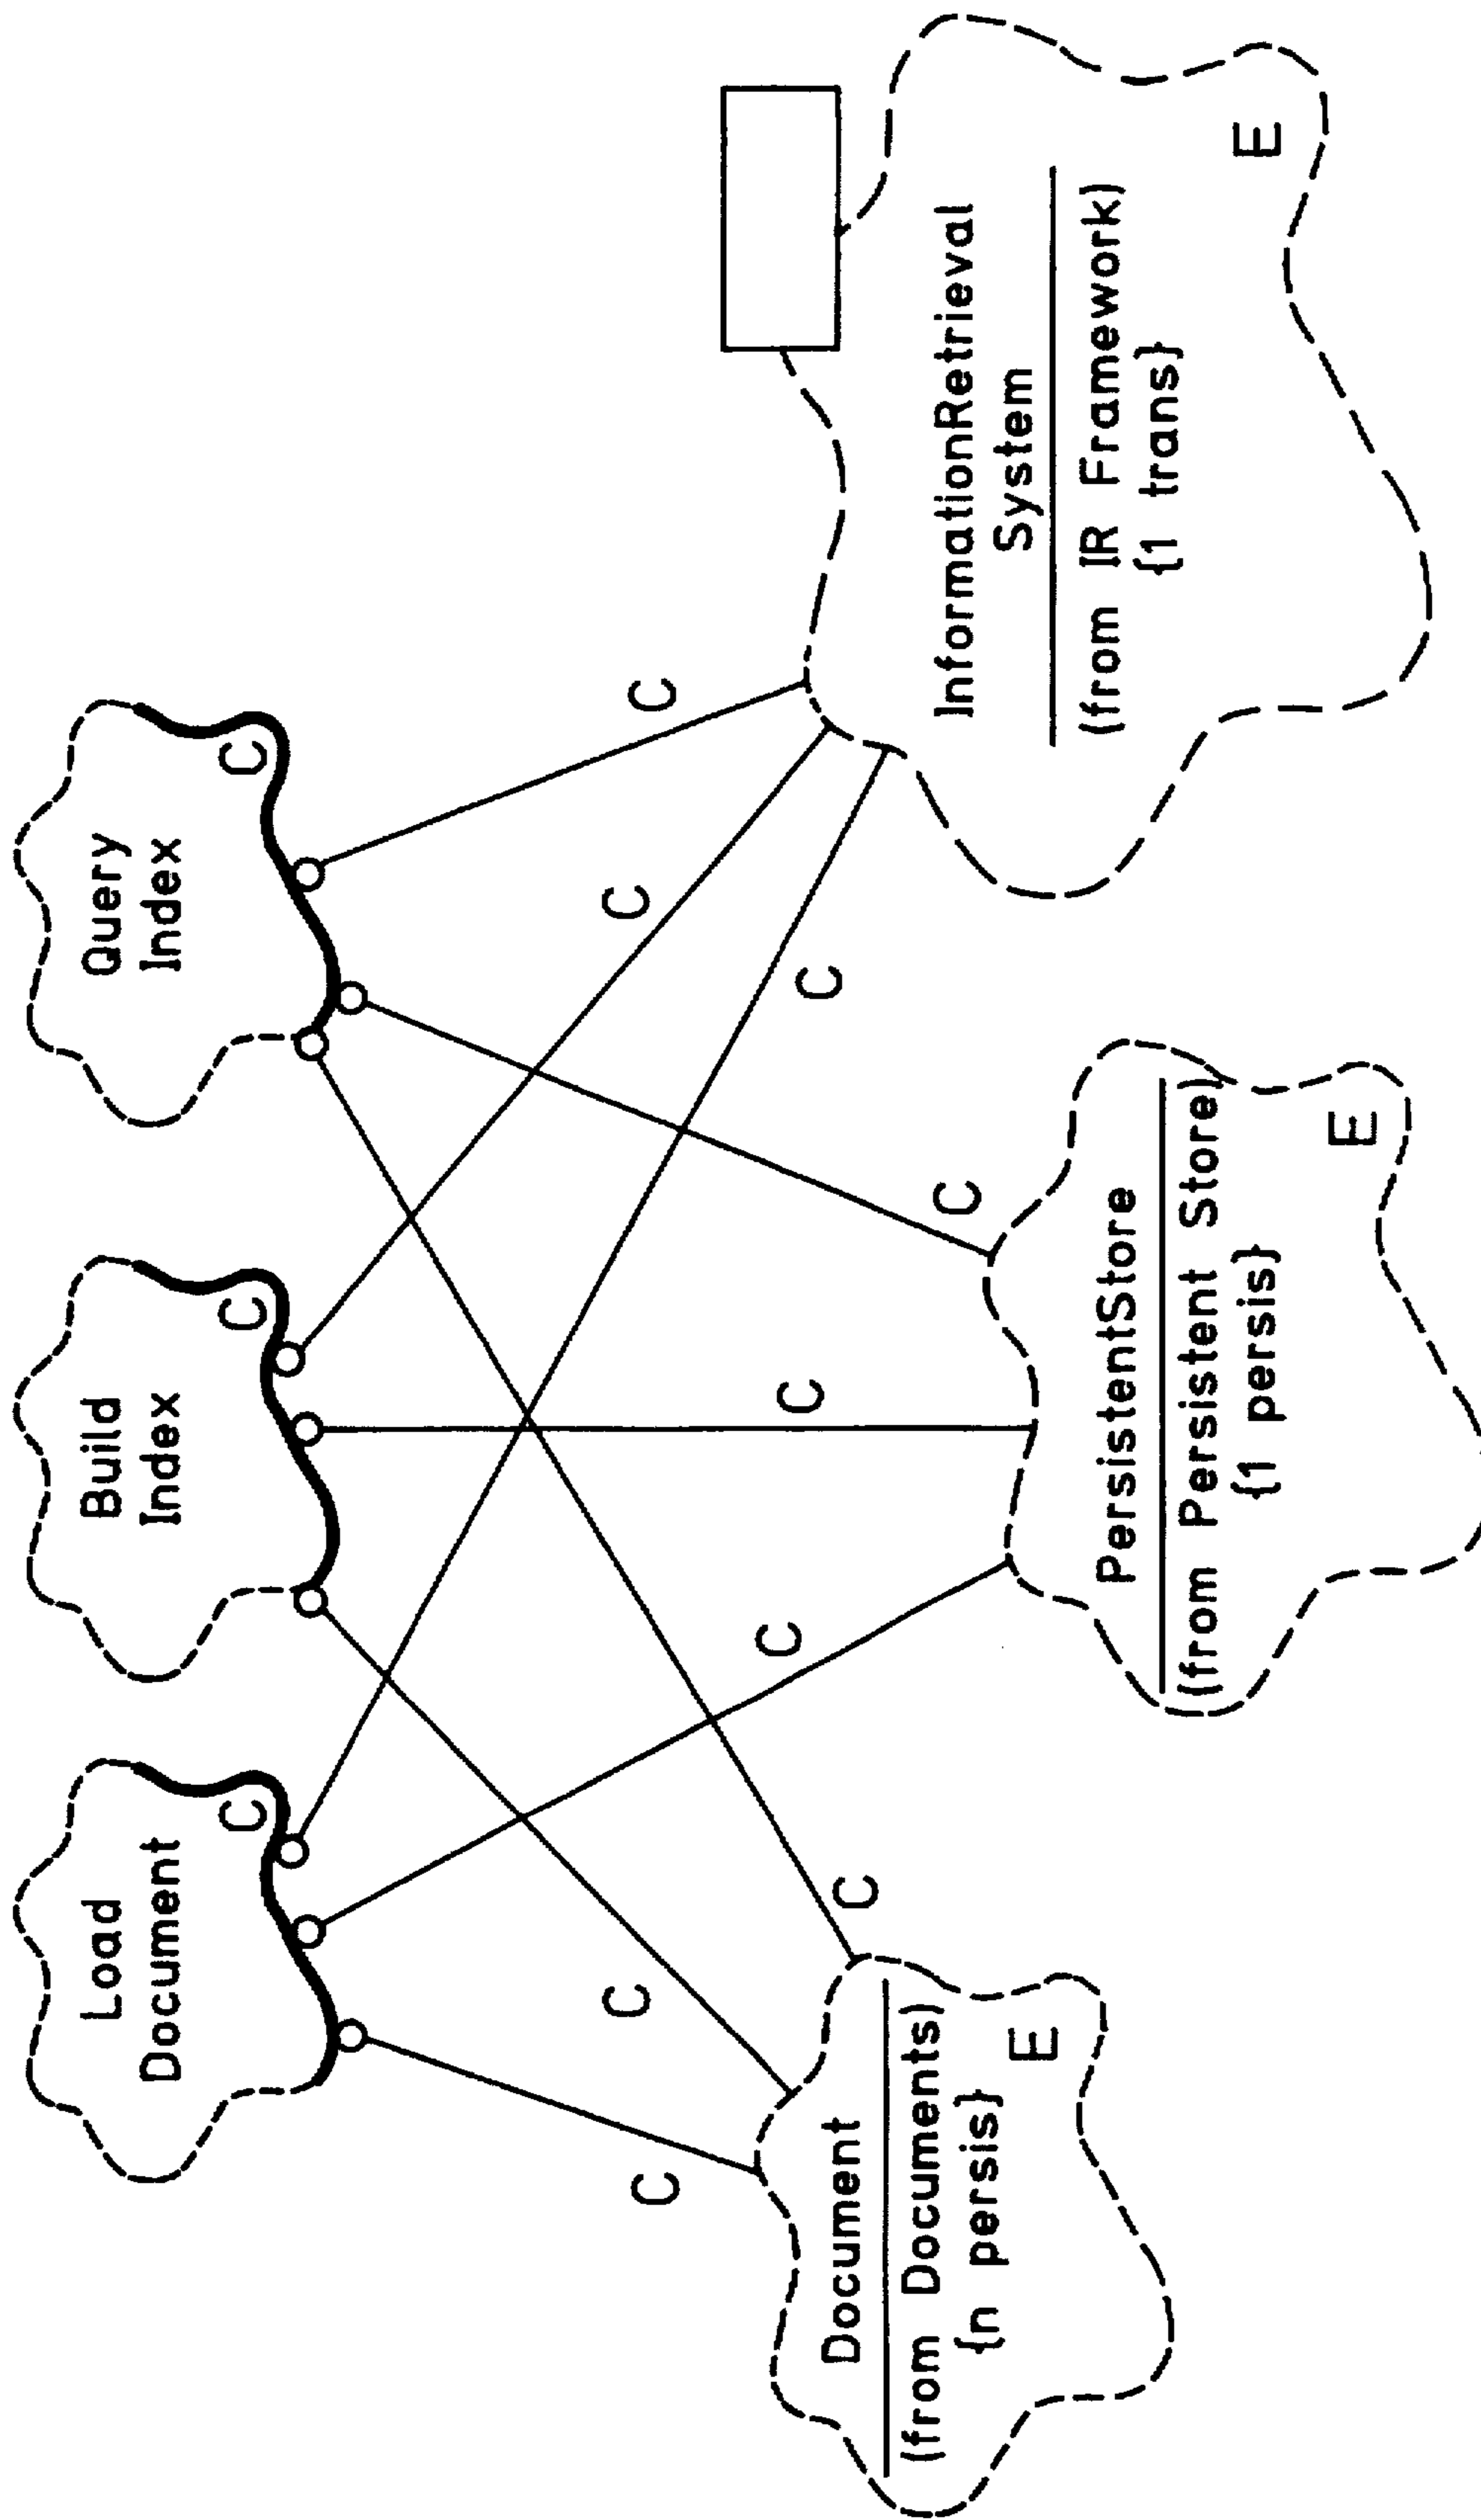 Load
Document
C
Build
Index
C
Query
Index
C
C
C
C
C
C
C
C
C
C
Document
(from Documents)
{n persis}
E
PersistentStore
(from Persistent Store)
{1 persis}
E
InformationRetrieval
System
(from IR Framework)
{1 trans}
E